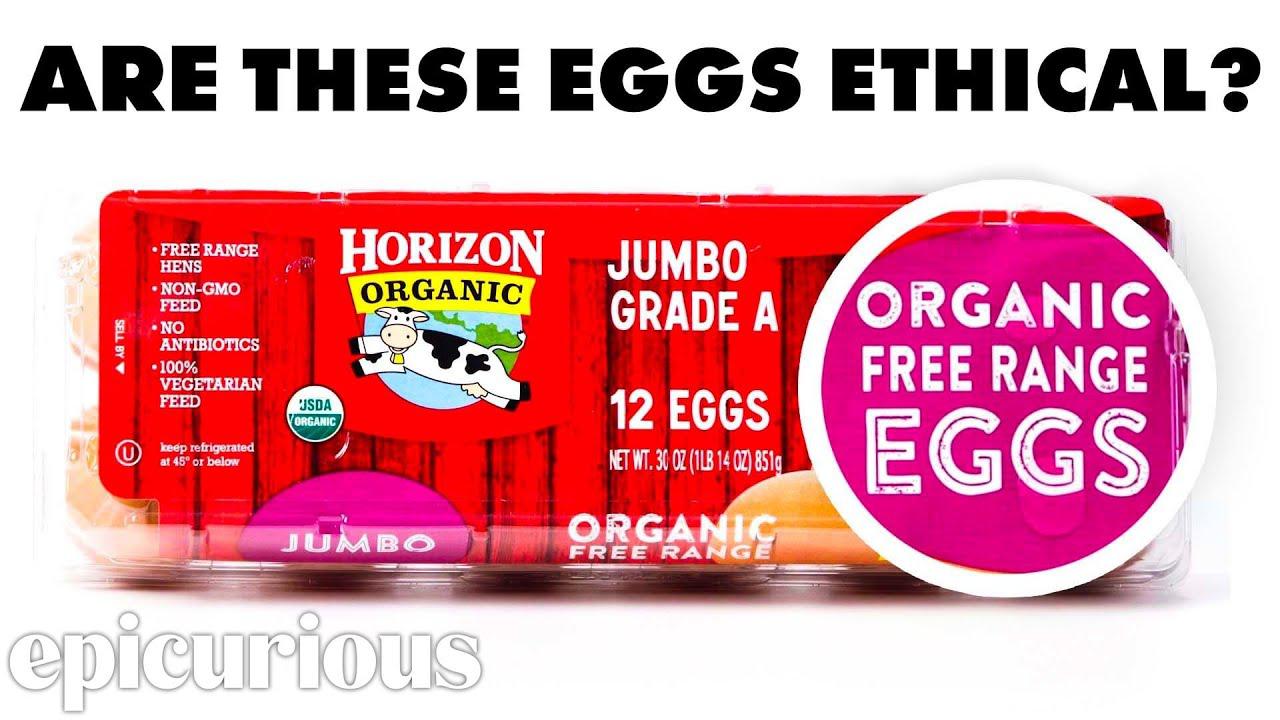 ARE THESE EGGS ETHICAL?
• FREE RANGE
HENS
• NON-GMO
FEED
• NO
ANTIBIOTICS
• 100%
VEGETARIAN
FEED
SELL BY
U
keep refrigerated
at 45° or below
HORIZON
ORGANIC
USDA
ORGANIC
JUMBO
GRADE A
12 EGGS
NET WT. 30 OZ (1LB 14 OZ) 851g
JUMBO
ORGANIC
FREE RANGE
ORGANIC
FREE RANGE
EGGS
epicurious